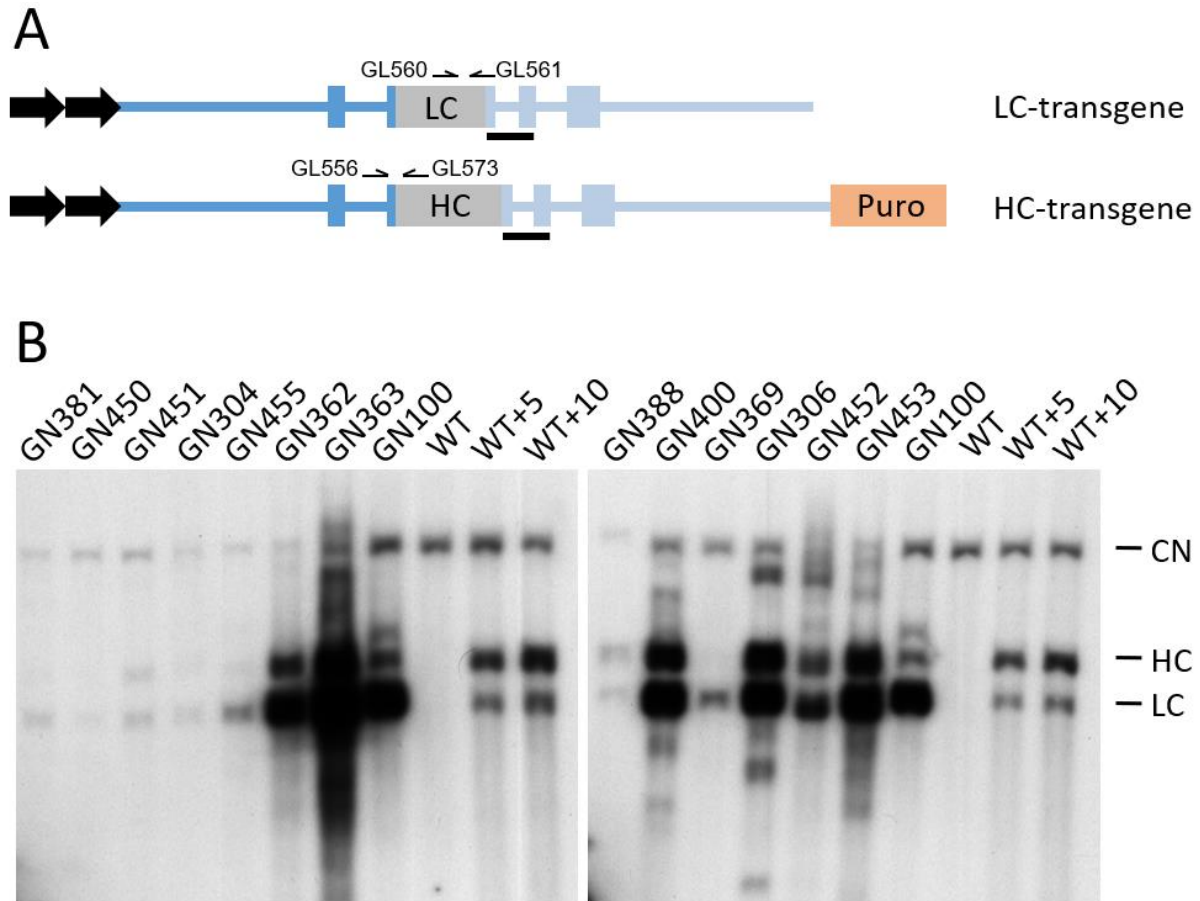 A
GL560 GL561
LC LC-transgene
GL556 GL573
HC Puro HC-transgene
B
GN381 GN450 GN451 GN304 GN455 GN362 GN363 GN100 WT WT+5 WT+10 GN388 GN400 GN369 GN306 GN452 GN453 GN100 WT WT+5 WT+10
CN
HC
LC